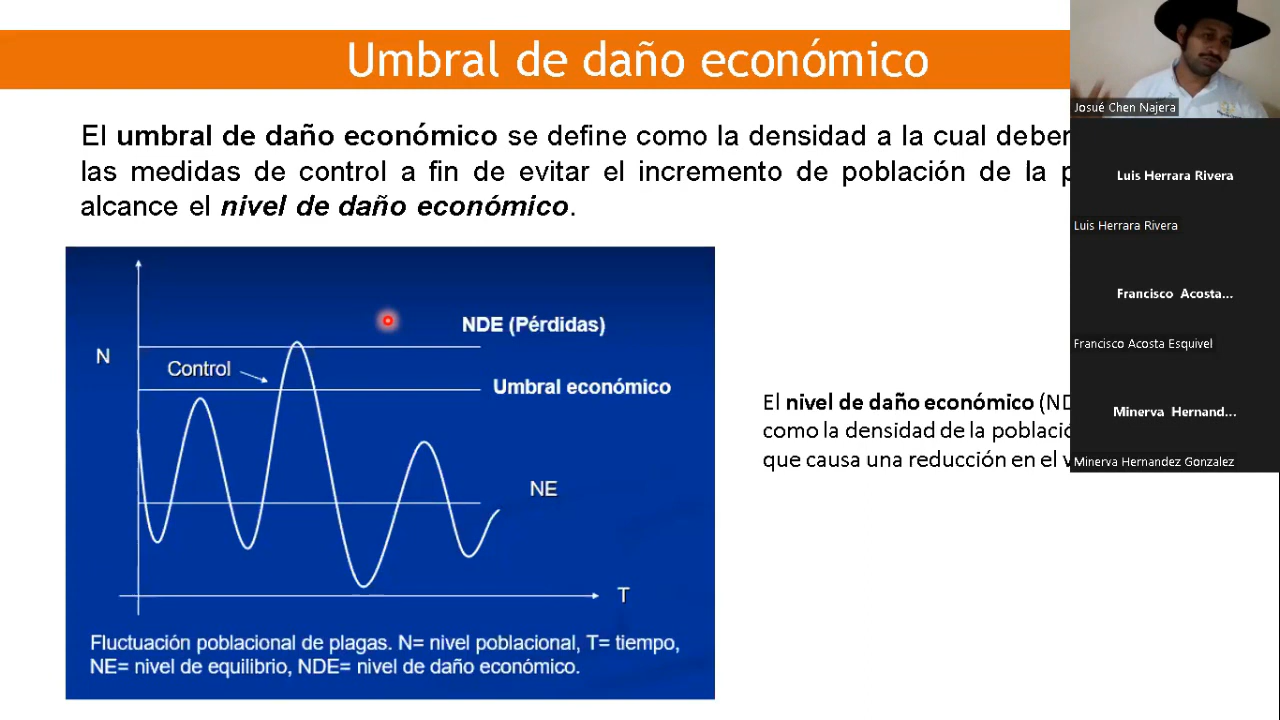 Umbral de daño económico
El umbral de daño económico se define como la densidad a la cual deben
las medidas de control a fin de evitar el incremento de población de la
alcance el nivel de daño económico.
NDE (Pérdidas)
N
Control
Umbral económico
NE
T
Fluctuación poblacional de plagas. N= nivel poblacional, T= tiempo,
NE= nivel de equilibrio, NDE= nivel de daño económico.
El nivel de daño económico
como la densidad de la
que causa una reducción en el
Josué Chen Najera
Luis Herrara Rivera
Luis Herrara Rivera
Francisco Acosta...
Francisco Acosta Esquivel
Minerva Hernand...
Minerva Hernandez Gonzalez